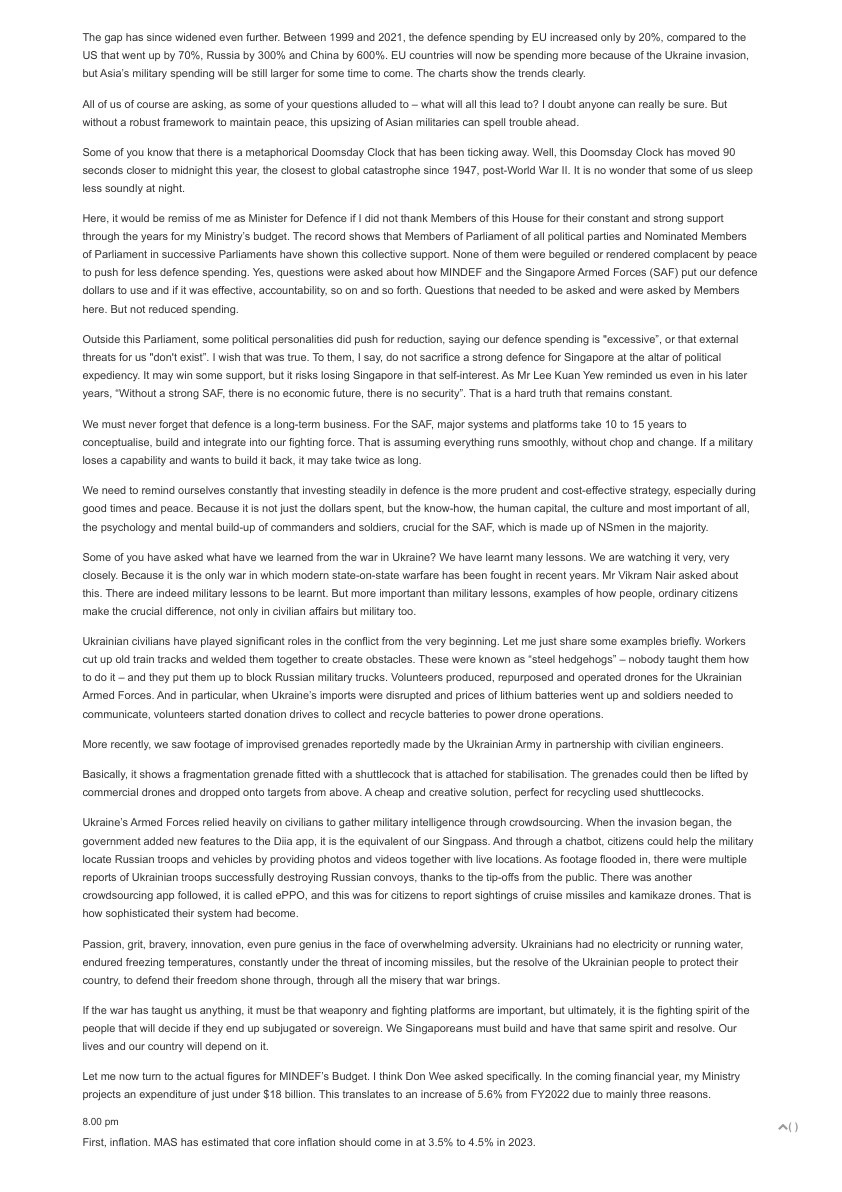 The gap has since widened even further. Between 1999 and 2021, the defence spending by EU increased only by 20%, compared to the
US that went up by 70%, Russia by 300% and China by 600%. EU countries will now be spending more because of the Ukraine invasion,
but Asia's military spending will be still larger for some time to come. The charts show the trends clearly.
All of us of course are asking, as some of your questions alluded to – what will all this lead to? I doubt anyone can really be sure. But
without a robust framework to maintain peace, this upsizing of Asian militaries can spell trouble ahead.
Some of you know that there is a metaphorical Doomsday Clock that has been ticking away. Well, this Doomsday Clock has moved 90
seconds closer to midnight this year, the closest to global catastrophe since 1947, post-World War II. It is no wonder that some of us sleep
less soundly at night.
Here, it would be remiss of me as Minister for Defence if I did not thank Members of this House for their constant and strong support
through the years for my Ministry's budget. The record shows that Members of Parliament of all political parties and Nominated Members
of Parliament in successive Parliaments have shown this collective support. None of them were beguiled or rendered complacent by peace
to push for less defence spending. Yes, questions were asked about how MINDEF and the Singapore Armed Forces (SAF) put our defence
dollars to use and if it was effective, accountability, so on and so forth. Questions that needed to be asked and were asked by Members
here. But not reduced spending.
Outside this Parliament, some political personalities did push for reduction, saying our defence spending is "excessive”, or that external
threats for us "don't exist”. I wish that was true. To them, I say, do not sacrifice a strong defence for Singapore at the altar of political
expediency. It may win some support, but it risks losing Singapore in that self-interest. As Mr Lee Kuan Yew reminded us even in his later
years, “Without a strong SAF, there is no economic future, there is no security”. That is a hard truth that remains constant.
We must never forget that defence is a long-term business. For the SAF, major systems and platforms take 10 to 15 years to
conceptualise, build and integrate into our fighting force. That is assuming everything runs smoothly, without chop and change. If a military
loses a capability and wants to build it back, it may take twice as long.
We need to remind ourselves constantly that investing steadily in defence is the more prudent and cost-effective strategy, especially during
good times and peace. Because it is not just the dollars spent, but the know-how, the human capital, the culture and most important of all,
the psychology and mental build-up of commanders and soldiers, crucial for the SAF, which is made up of NSmen in the majority.
Some of you have asked what have we learned from the war in Ukraine? We have learnt many lessons. We are watching it very, very
closely. Because it is the only war in which modern state-on-state warfare has been fought in recent years. Mr Vikram Nair asked about
this. There are indeed military lessons to be learnt. But more important than military lessons, examples of how people, ordinary citizens
make the crucial difference, not only in civilian affairs but military too.
Ukrainian civilians have played significant roles in the conflict from the very beginning. Let me just share some examples briefly. Workers
cut up old train tracks and welded them together to create obstacles. These were known as “steel hedgehogs” – nobody taught them how
to do it – and they put them up to block Russian military trucks. Volunteers produced, repurposed and operated drones for the Ukrainian
Armed Forces. And in particular, when Ukraine's imports were disrupted and prices of lithium batteries went up and soldiers needed to
communicate, volunteers started donation drives to collect and recycle batteries to power drone operations.
More recently, we saw footage of improvised grenades reportedly made by the Ukrainian Army in partnership with civilian engineers.
Basically, it shows a fragmentation grenade fitted with a shuttlecock that is attached for stabilisation. The grenades could then be lifted by
commercial drones and dropped onto targets from above. A cheap and creative solution, perfect for recycling used shuttlecocks.
Ukraine's Armed Forces relied heavily on civilians to gather military intelligence through crowdsourcing. When the invasion began, the
government added new features to the Diia app, it is the equivalent of our Singpass. And through a chatbot, citizens could help the military
locate Russian troops and vehicles by providing photos and videos together with live locations. As footage flooded in, there were multiple
reports of Ukrainian troops successfully destroying Russian convoys, thanks to the tip-offs from the public. There was another
crowdsourcing app followed, it is called ePPO, and this was for citizens to report sightings of cruise missiles and kamikaze drones. That is
how sophisticated their system had become.
Passion, grit, bravery, innovation, even pure genius in the face of overwhelming adversity. Ukrainians had no electricity or running water,
endured freezing temperatures, constantly under the threat of incoming missiles, but the resolve of the Ukrainian people to protect their
country, to defend their freedom shone through, through all the misery that war brings.
If the war has taught us anything, it must be that weaponry and fighting platforms are important, but ultimately, it is the fighting spirit of the
people that will decide if they end up subjugated or sovereign. We Singaporeans must build and have that same spirit and resolve. Our
lives and our country will depend on it.
Let me now turn to the actual figures for MINDEF's Budget. I think Don Wee asked specifically. In the coming financial year, my Ministry
projects an expenditure of just under $18 billion. This translates to an increase of 5.6% from FY2022 due to mainly three reasons.
8.00 pm
( )
First, inflation. MAS has estimated that core inflation should come in at 3.5% to 4.5% in 2023.